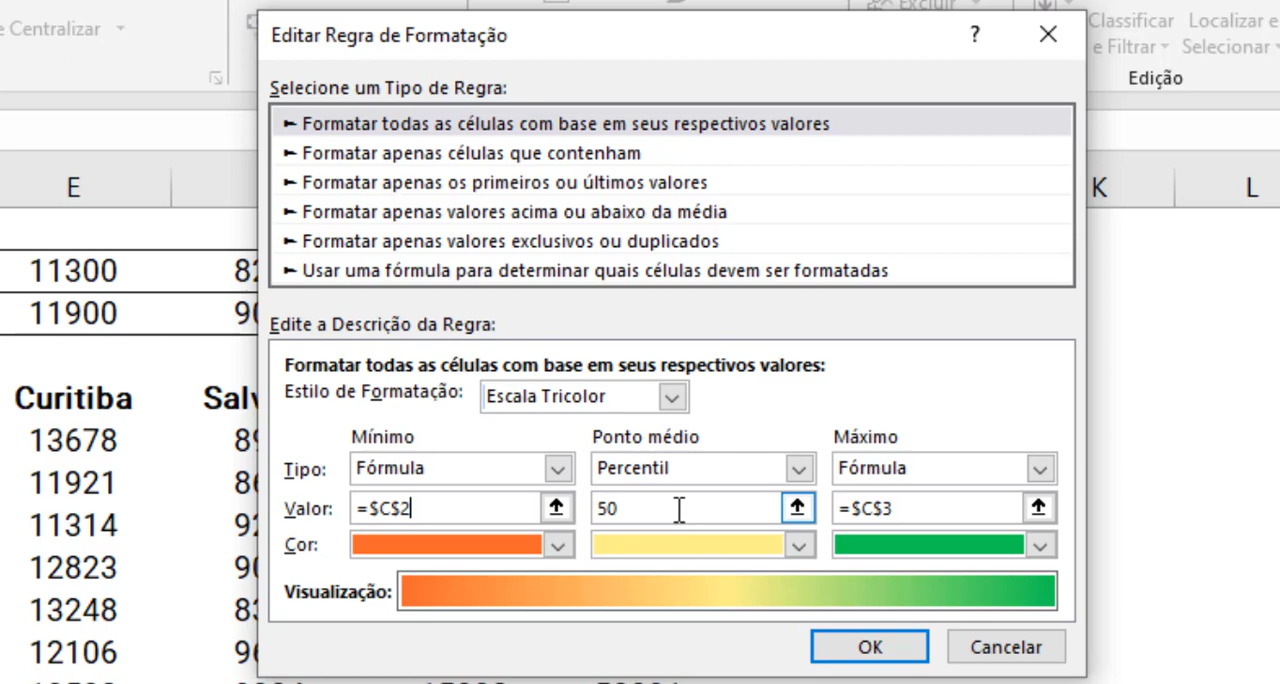 Excluir
e Centralizar
Classificar Localizar e
e Filtrar Selecionar
Edição
Editar Regra de Formatação
?
Selecione um Tipo de Regra:
► Formatar todas as células com base em seus respectivos valores
► Formatar apenas células que contenham
► Formatar apenas os primeiros ou últimos valores
► Formatar apenas valores acima ou abaixo da média
► Formatar apenas valores exclusivos ou duplicados
► Usar uma fórmula para determinar quais células devem ser formatadas
E K L
11300
11900
Curitiba
13678
11921
11314
12823
13248
12106
Edite a Descrição da Regra:
Formatar todas as células com base em seus respectivos valores:
Estilo de Formatação: Escala Tricolor
Mínimo Ponto médio Máximo
Tipo: Fórmula Percentil Fórmula
Valor: =$C$2 50 =$C$3
Cor:
Visualização:
OK Cancelar